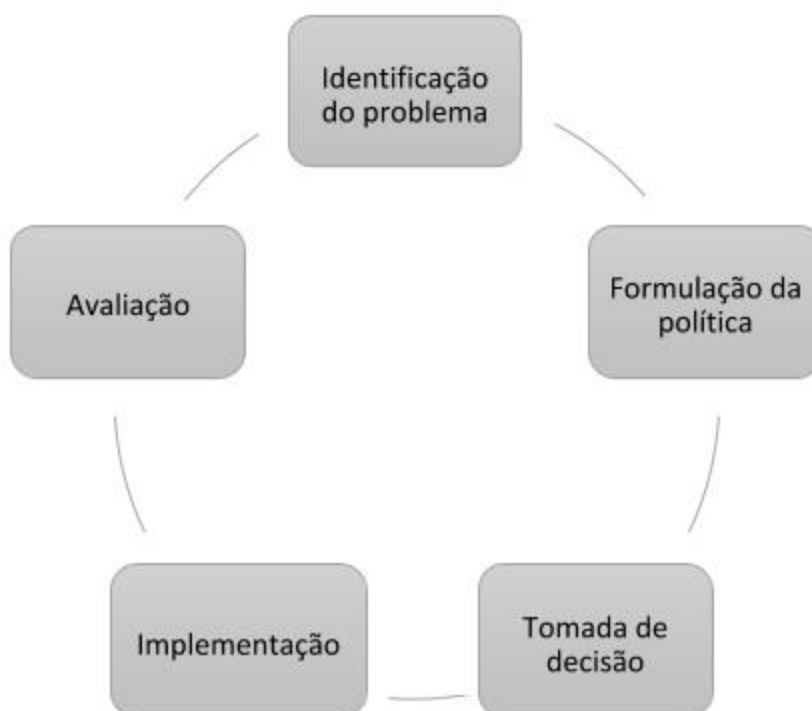 Identificação
do problema
Formulação da
política
Tomada de
decisão
Implementação
Avaliação